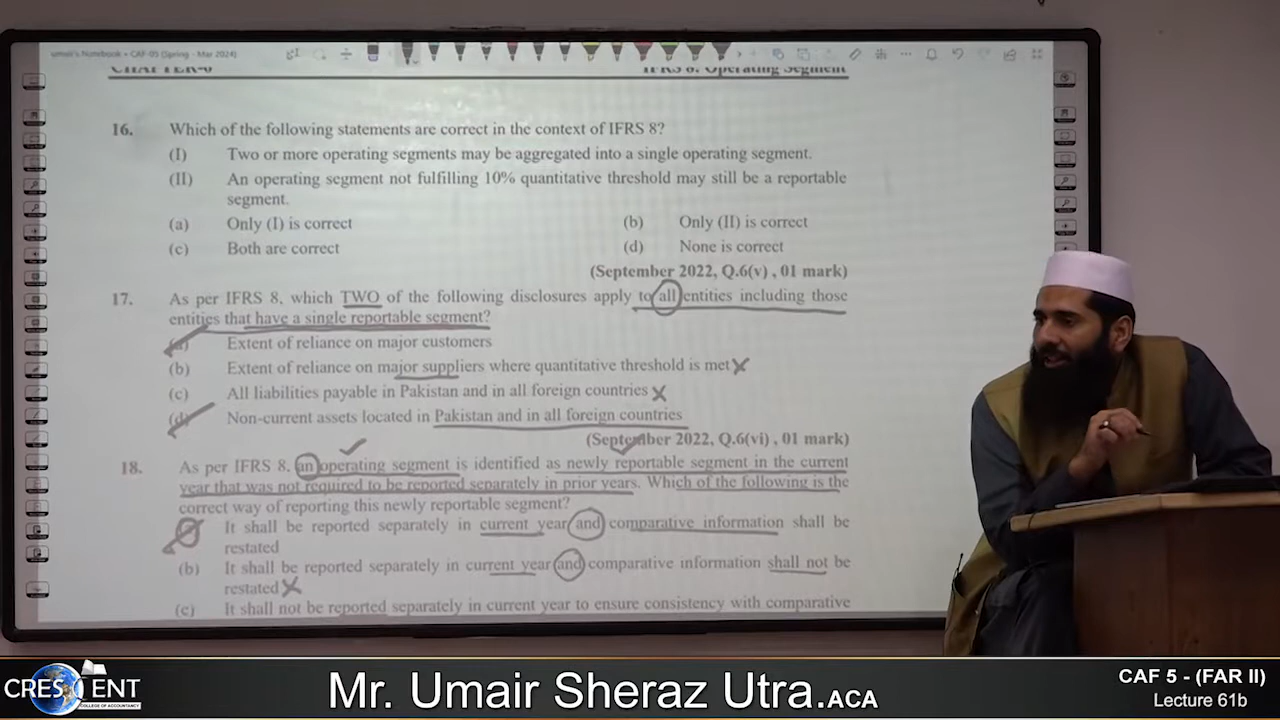 umair's Notebook • CAF-05 (Spring - Mar 2024)
CHAPTER-6 IFRS 8: Operating Segment
16. Which of the following statements are correct in the context of IFRS 8?
(I) Two or more operating segments may be aggregated into a single operating segment.
(II) An operating segment not fulfilling 10% quantitative threshold may still be a reportable
segment.
(a) Only (I) is correct (b) Only (II) is correct
(c) Both are correct (d) None is correct
(September 2022, Q.6(v) , 01 mark)
17. As per IFRS 8, which TWO of the following disclosures apply to all entities including those
entities that have a single reportable segment?
(a) Extent of reliance on major customers
(b) Extent of reliance on major suppliers where quantitative threshold is met
(c) All liabilities payable in Pakistan and in all foreign countries
(d) Non-current assets located in Pakistan and in all foreign countries
(September 2022, Q.6(vi) , 01 mark)
18. As per IFRS 8, an operating segment is identified as newly reportable segment in the current
year that was not required to be reported separately in prior years. Which of the following is the
correct way of reporting this newly reportable segment?
It shall be reported separately in current year and comparative information shall be
restated
(b) It shall be reported separately in current year and comparative information shall not be
restated
(c) It shall not be reported separately in current year to ensure consistency with comparative
CRESCENT
COLLEGE OF ACCOUNTANCY
Mr. Umair Sheraz Utra.ACA
CAF 5 - (FAR II)
Lecture 61b